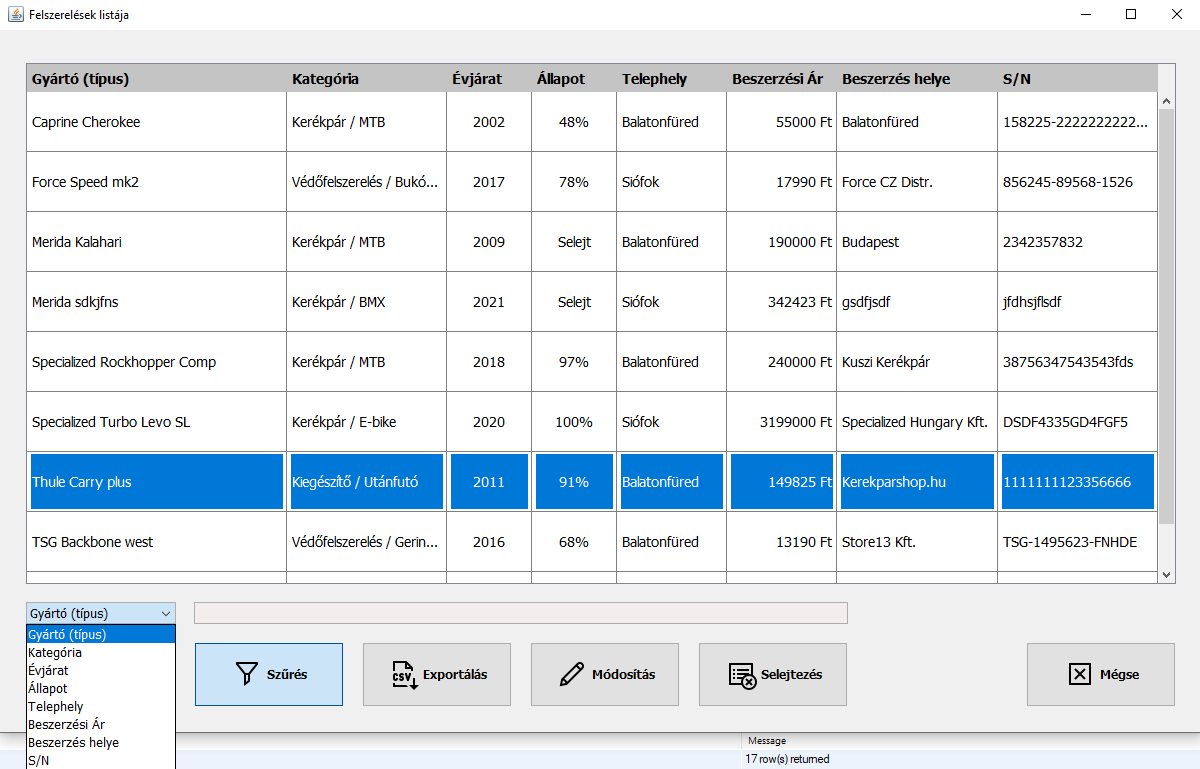 Felszerelések listája
Gyártó (típus) Kategória Évjárat Állapot Telephely Beszerzési Ár Beszerzés helye S/N
Caprine Cherokee Kerékpár / MTB 2002 48% Balatonfüred 55000 Ft Balatonfüred 158225-2222222222...
Force Speed mk2 Védőfelszerelés / Bukó... 2017 78% Siófok 17990 Ft Force CZ Distr. 856245-89568-1526
Merida Kalahari Kerékpár / MTB 2009 Selejt Balatonfüred 190000 Ft Budapest 2342357832
Merida sdkjfns Kerékpár / BMX 2021 Selejt Siófok 342423 Ft gsdfjsdf jfdhsjflsdf
Specialized Rockhopper Comp Kerékpár / MTB 2018 97% Balatonfüred 240000 Ft Kuszi Kerékpár 38756347543543fds
Specialized Turbo Levo SL Kerékpár / E-bike 2020 100% Siófok 3199000 Ft Specialized Hungary Kft. DSDF4335GD4FGF5
Thule Carry plus Kiegészítő / Utánfutó 2011 91% Balatonfüred 149825 Ft Kerekparshop.hu 1111111123356666
TSG Backbone west Védőfelszerelés / Gerin... 2016 68% Balatonfüred 13190 Ft Store13 Kft. TSG-1495623-FNHDE
Gyártó (típus)
Gyártó (típus)
Kategória
Évjárat
Állapot
Telephely
Beszerzési Ár
Beszerzés helye
S/N
Szűrés CSV Exportálás Módosítás Selejtezés Mégse
Message
17 row(s) returned